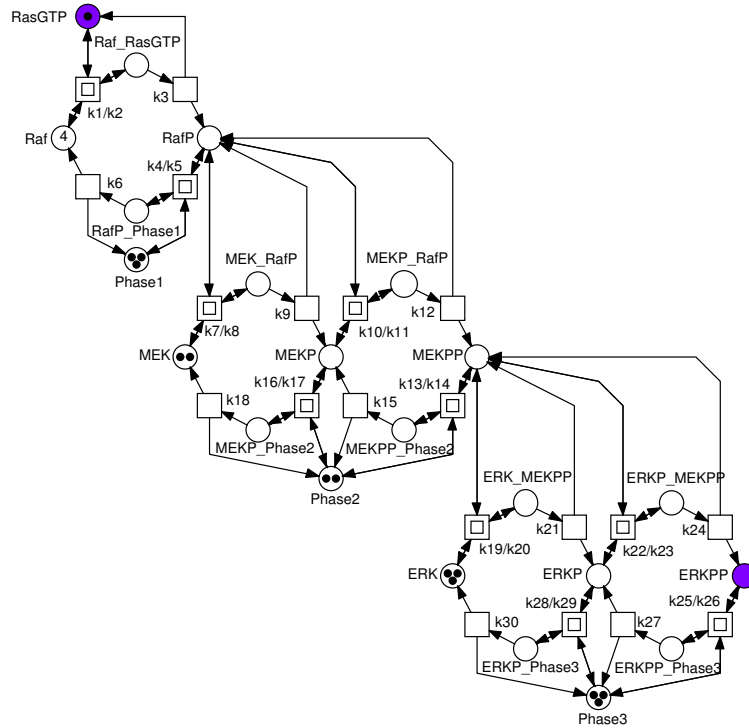 RasGTP
Raf_RasGTP
k1/k2
k3
Raf
4
RafP
k4/k5
k6
RafP_Phase1
Phase1
MEK_RafP
MEKP_RafP
k7/k8
k9
k10/k11
k12
MEK
MEKP
MEKPP
k16/k17
k13/k14
k18
k15
MEKP_Phase2
MEKPP_Phase2
Phase2
ERK_MEKPP
ERKP_MEKPP
k19/k20
k21
k22/k23
k24
ERK
ERKP
ERKPP
k28/k29
k25/k26
k30
k27
ERKP_Phase3
ERKPP_Phase3
Phase3